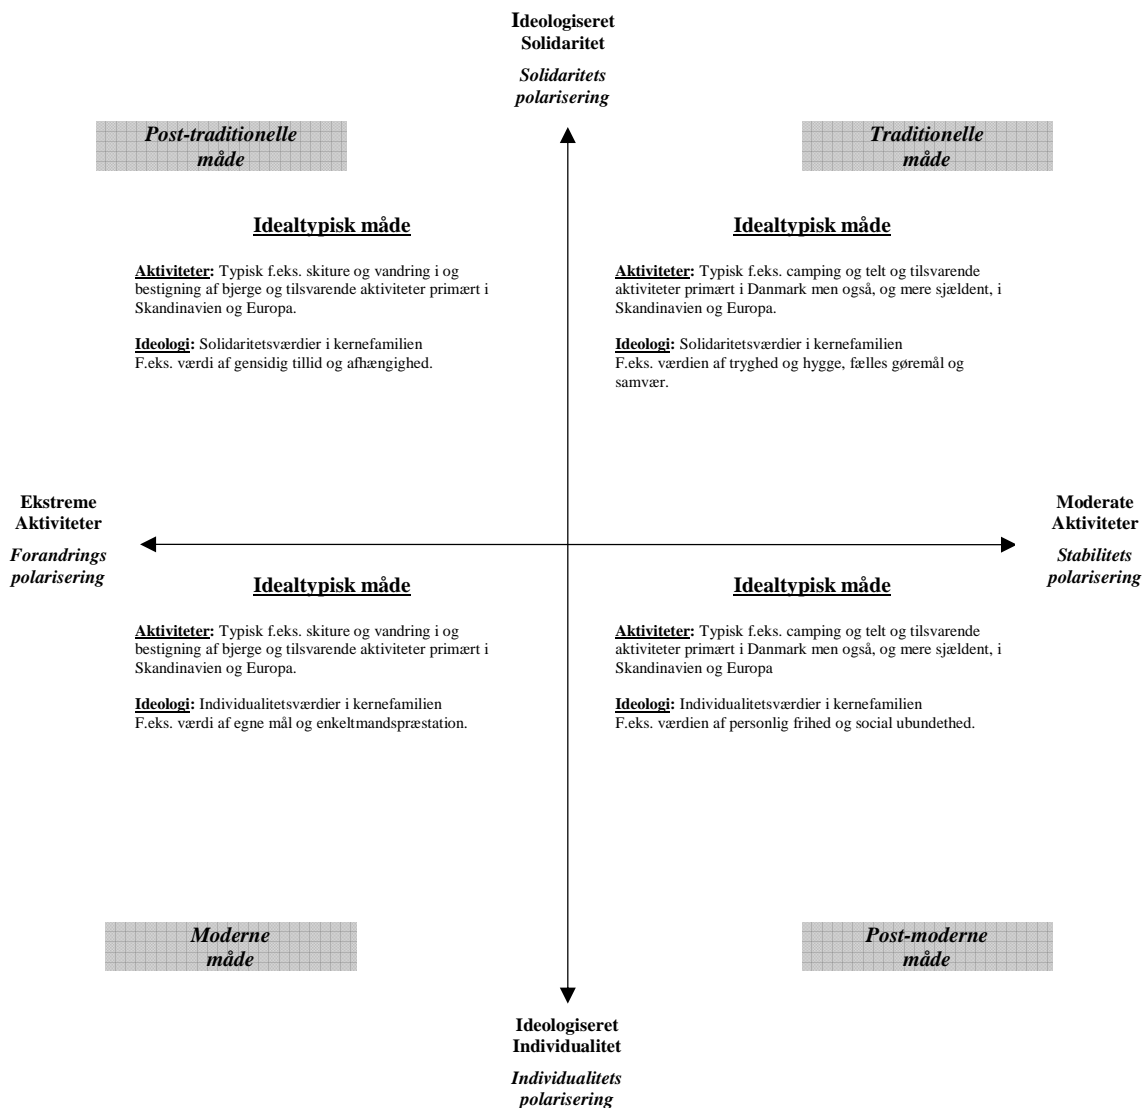 Ideologiseret
Solidaritet
Solidaritets
polarisering
Post-traditionelle
måde
Traditionelle
måde
Idealtypisk måde
Aktiviteter: Typisk f.eks. skiture og vandring i og
bestigning af bjerge og tilsvarende aktiviteter primært i
Skandinavien og Europa.
Ideologi: Solidaritetsværdier i kernefamilien
F.eks. værdi af gensidig tillid og afhængighed.
Idealtypisk måde
Aktiviteter: Typisk f.eks. camping og telt og tilsvarende
aktiviteter primært i Danmark men også, og mere sjældent, i
Skandinavien og Europa.
Ideologi: Solidaritetsværdier i kernefamilien
F.eks. værdien af tryghed og hygge, fælles gøremål og
samvær.
Ekstreme
Aktiviteter
Forandrings
polarisering
Moderate
Aktiviteter
Stabilitets
polarisering
Idealtypisk måde
Aktiviteter: Typisk f.eks. skiture og vandring i og
bestigning af bjerge og tilsvarende aktiviteter primært i
Skandinavien og Europa.
Ideologi: Individualitetsværdier i kernefamilien
F.eks. værdi af egne mål og enkeltmandspræstation.
Idealtypisk måde
Aktiviteter: Typisk f.eks. camping og telt og tilsvarende
aktiviteter primært i Danmark men også, og mere sjældent, i
Skandinavien og Europa
Ideologi: Individualitetsværdier i kernefamilien
F.eks. værdien af personlig frihed og social ubundethed.
Moderne
måde
Post-moderne
måde
Ideologiseret
Individualitet
Individualitets
polarisering